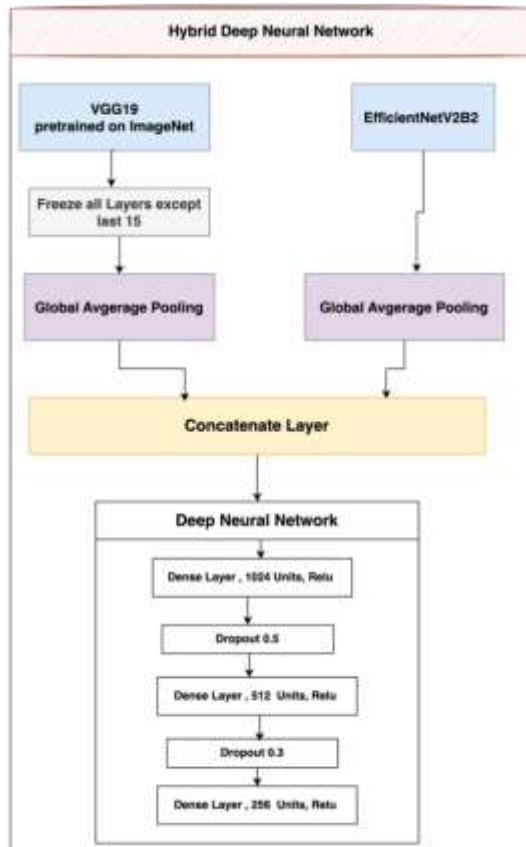 Hybrid Deep Neural Network
VGG19
pretrained on ImageNet
EfficientNetV2B2
Freeze all Layers except
last 15
Global Avgerage Pooling
Global Avgerage Pooling
Concatenate Layer
Deep Neural Network
Dense Layer , 1024 Units, Relu
Dropout 0.5
Dense Layer , 512 Units, Relu
Dropout 0.3
Dense Layer , 256 Units, Relu